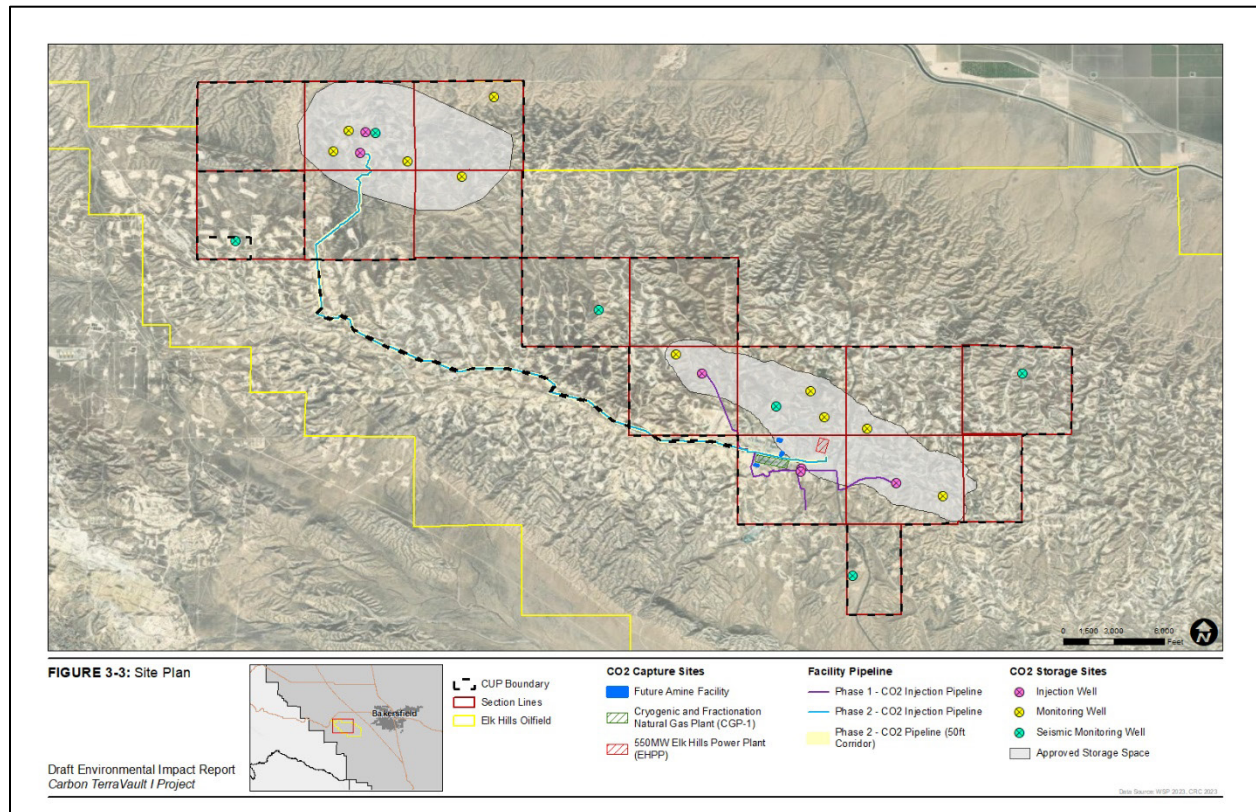 0 1,500 3,000 6,000
Feet
N
FIGURE 3-3: Site Plan
Draft Environmental Impact Report
Carbon TerraVault I Project
Bakersfield
CUP Boundary
Section Lines
Elk Hills Oilfield
CO2 Capture Sites
Future Amine Facility
Cryogenic and Fractionation
Natural Gas Plant (CGP-1)
550MW Elk Hills Power Plant
(EHPP)
Facility Pipeline
Phase 1 - CO2 Injection Pipeline
Phase 2 - CO2 Injection Pipeline
Phase 2 - CO2 Pipeline (50ft
Corridor)
CO2 Storage Sites
Injection Well
Monitoring Well
Seismic Monitoring Well
Approved Storage Space
Data Source: WSP 2023, CRC 2023